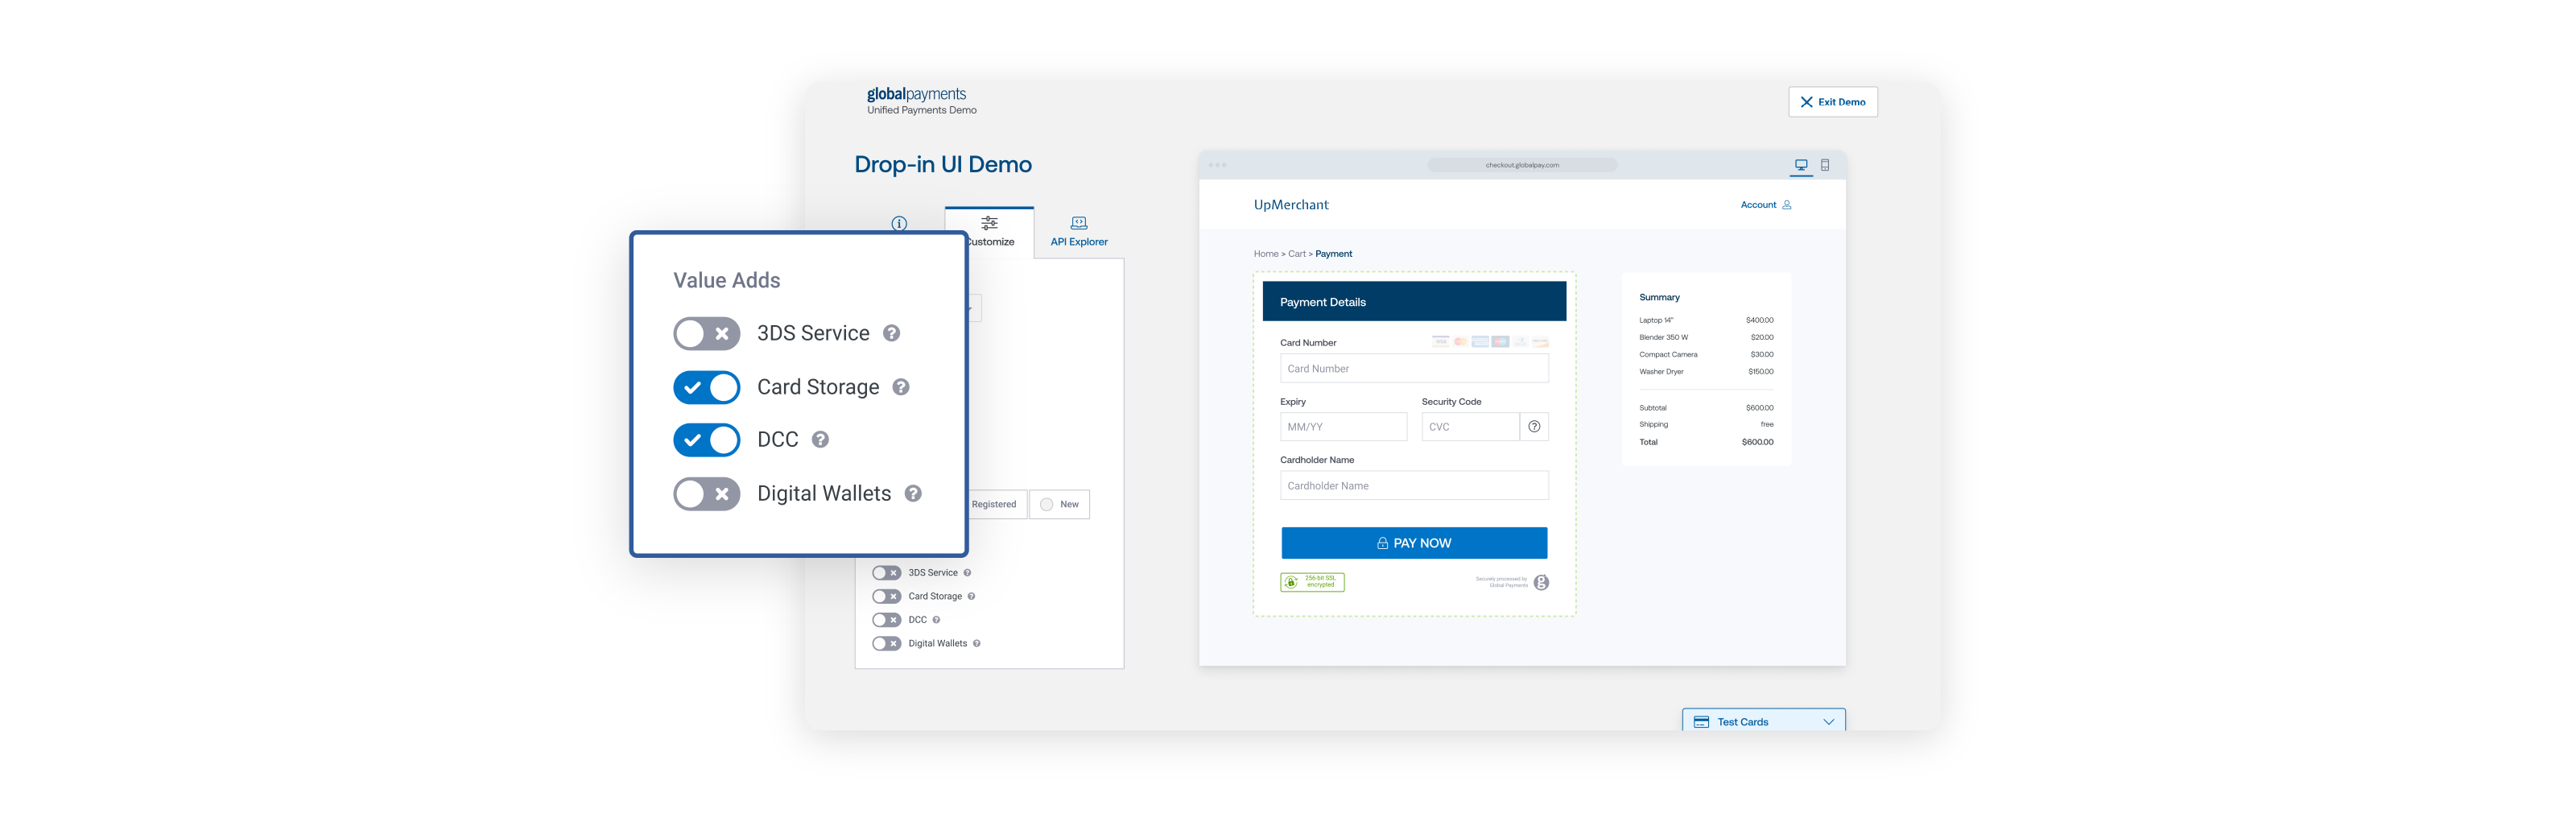 globalpayments
Unified Payments Demo
Exit Demo
Drop-in UI Demo
ustomize
API Explorer
Value Adds
3DS Service
Card Storage
DCC
Digital Wallets
Registered
New
3DS Service
Card Storage
DCC
Digital Wallets
checkout.globalpay.com
UpMerchant
Account
Home > Cart > Payment
Payment Details
Card Number
VISA
Card Number
Expiry
Security Code
MM/YY
CVC
Cardholder Name
Cardholder Name
PAY NOW
256-bit SSL
encrypted
Securely processed by
Global Payments
g
Summary
Laptop 14" $400.00
Blender 350 W $20.00
Compact Camera $30.00
Washer Dryer $150.00
Subtotal $600.00
Shipping free
Total $600.00
Test Cards